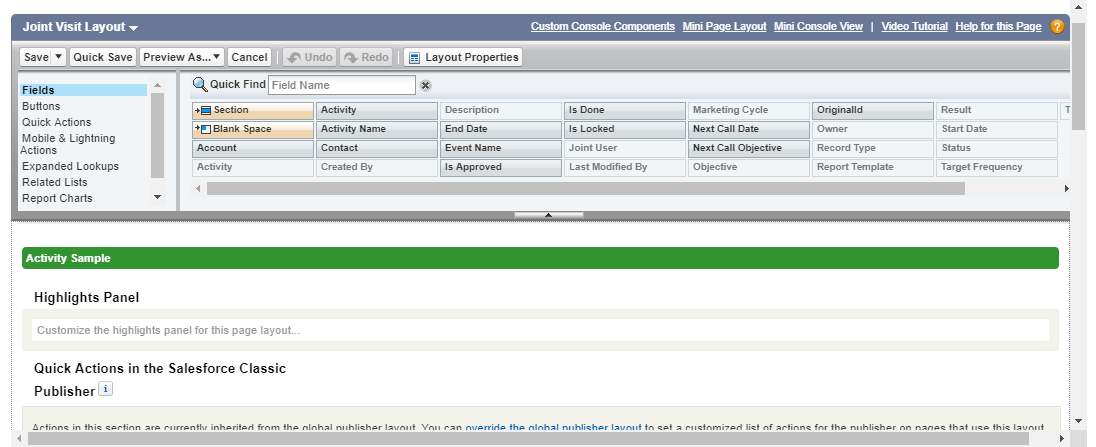 Joint Visit Layout
Custom Console Components Mini Page Layout Mini Console View | Video Tutorial Help for this Page ?
Save Quick Save Preview As... Cancel Undo Redo Layout Properties
Quick Find Field Name
Fields
Buttons
Quick Actions
Mobile & Lightning
Actions
Expanded Lookups
Related Lists
Report Charts
Section Activity Description Is Done Marketing Cycle OriginalId Result T
Blank Space Activity Name End Date Is Locked Next Call Date Owner Start Date
Account Contact Event Name Joint User Next Call Objective Record Type Status
Activity Created By Is Approved Last Modified By Objective Report Template Target Frequency
Activity Sample
Highlights Panel
Customize the highlights panel for this page layout...
Quick Actions in the Salesforce Classic
Publisher i
Actions in this section are currently inherited from the global publisher layout. You can override the global publisher layout to set a customized list of actions for the publisher on pages that use this layout.